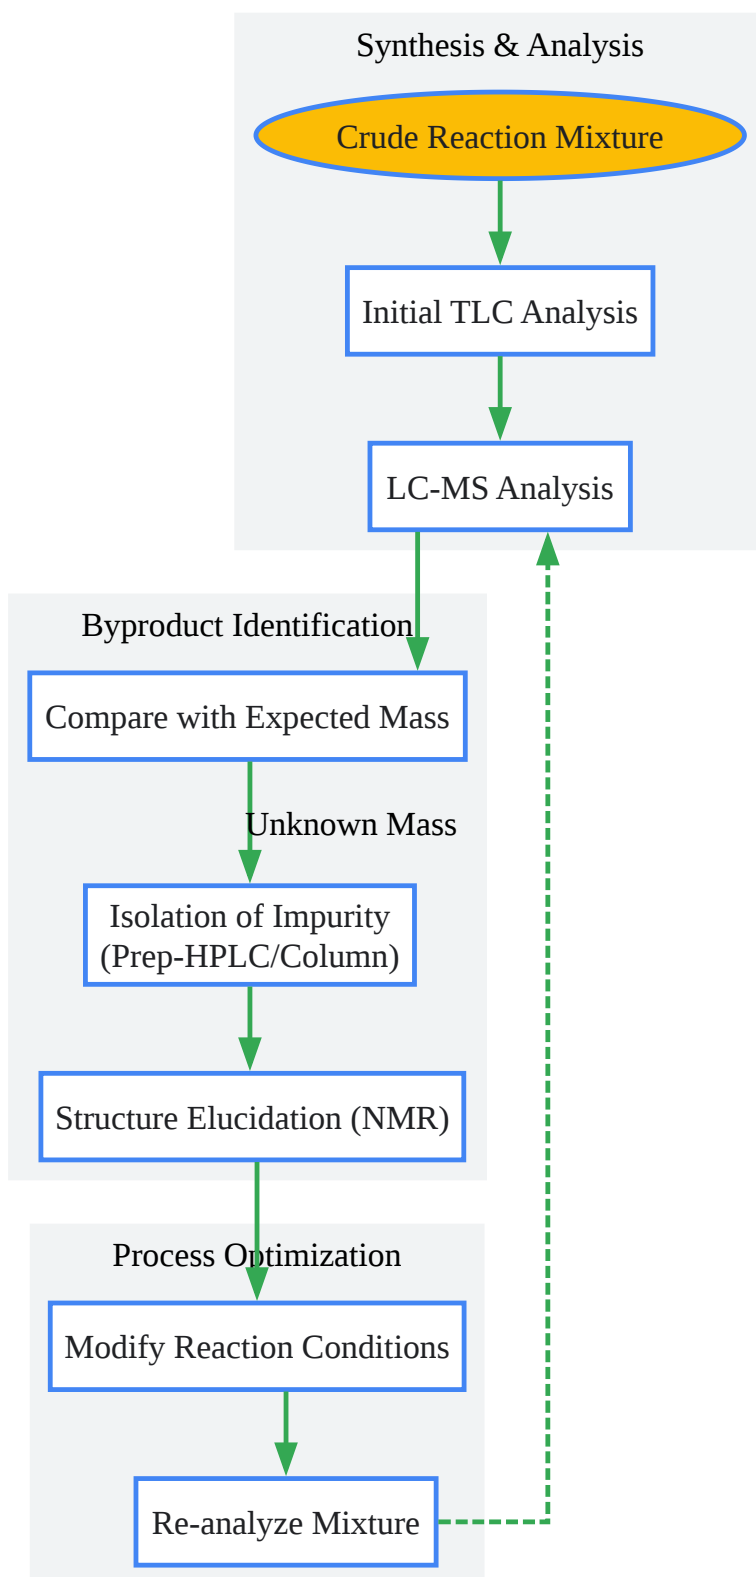 Synthesis & Analysis
Crude Reaction Mixture
Initial TLC Analysis
LC-MS Analysis
Byproduct Identification
Compare with Expected Mass
Unknown Mass
Isolation of Impurity
(Prep-HPLC/Column)
Structure Elucidation (NMR)
Process Optimization
Modify Reaction Conditions
Re-analyze Mixture